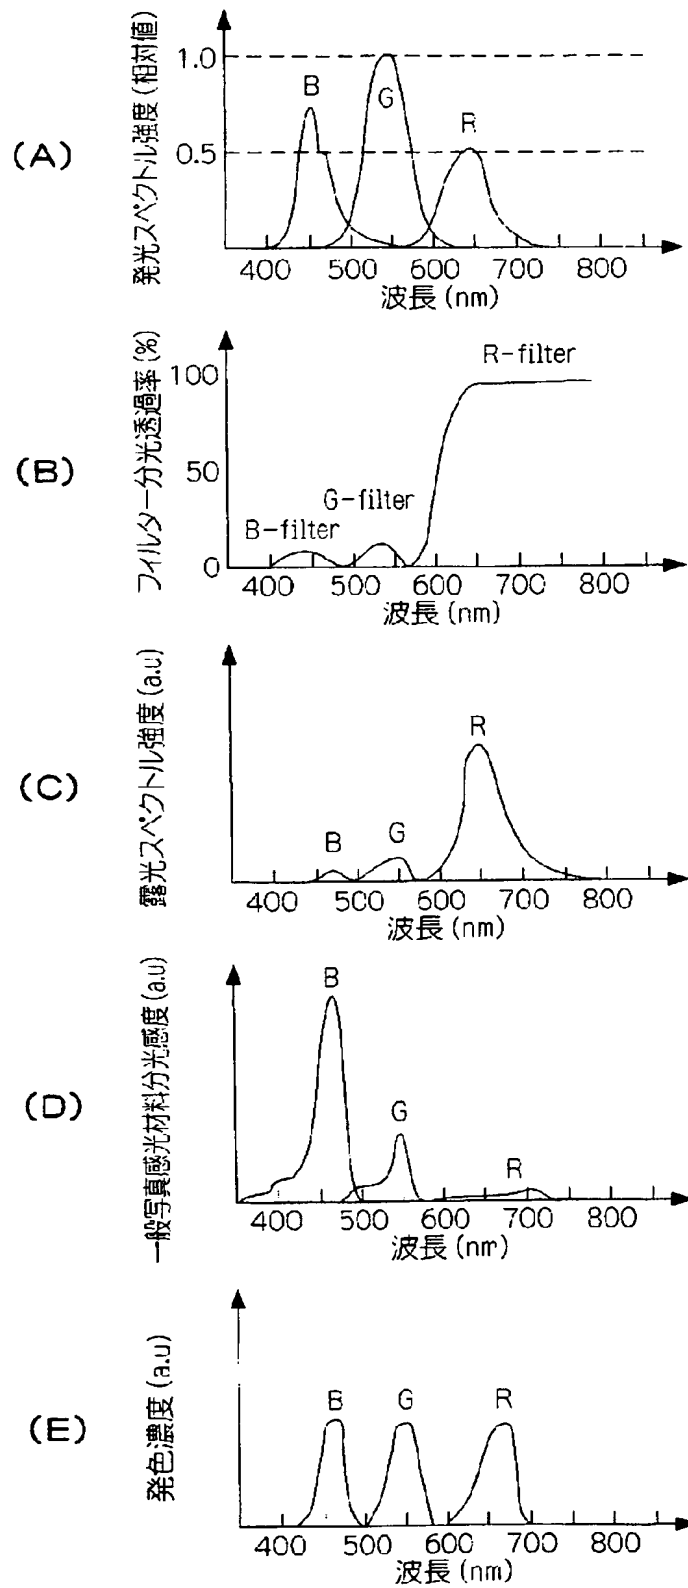 (A)
発光スペクトル強度(相対値)
1.0
0.5
B
G
R
400 500 600 700 800
波長(nm)
(B)
フィルター分光透過率(%)
100
50
0
B-filter
G-filter
R-filter
400 500 600 700 800
波長(nm)
(C)
露光スペクトル強度(a.u)
B
G
R
400 500 600 700 800
波長(nm)
(D)
一般写真感光材料分光感度(a.u)
B
G
R
400 500 600 700 800
波長(nm)
(E)
発色濃度(a.u)
B
G
R
400 500 600 700 800
波長(nm)